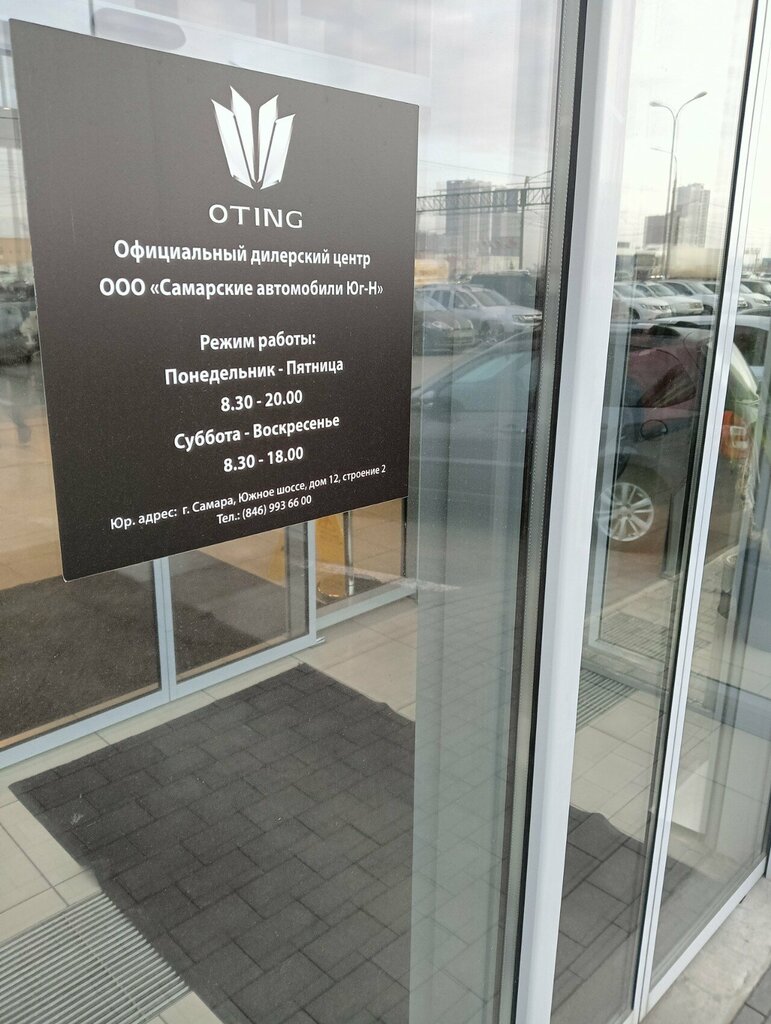 OTING
Официальный дилерский центр
ООО «Самарские автомобили Юг-Н»
Режим работы:
Понедельник - Пятница
8.30 - 20.00
Суббота - Воскресенье
8.30 - 18.00
Юр. адрес: г. Самара, Южное шоссе, дом 12, строение 2
Тел.: (846) 993 66 00